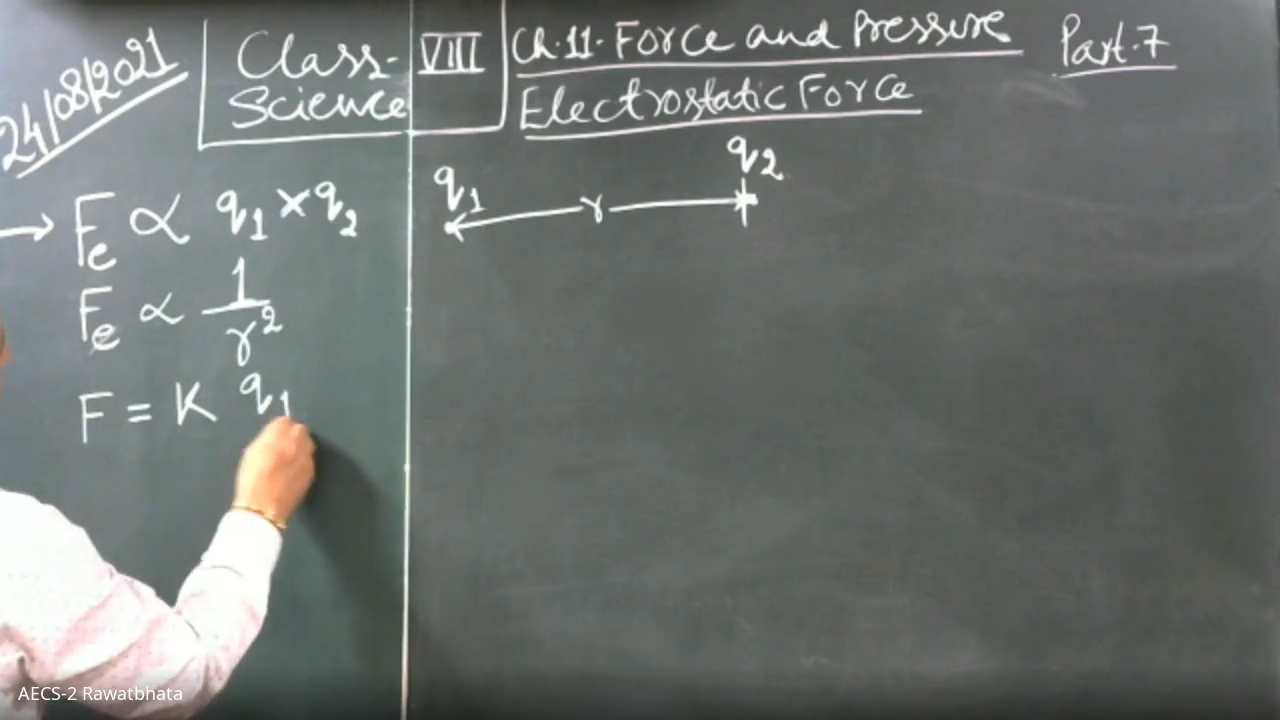 24/08/2021
Class- VIII
Science
Ch.11. Force and Pressure
Part.7
Electrostatic Force
q1 r q2
→ Fe ∝ q1 × q2
Fe ∝ 1/r²
F = K q1
AECS-2 Rawatbhata